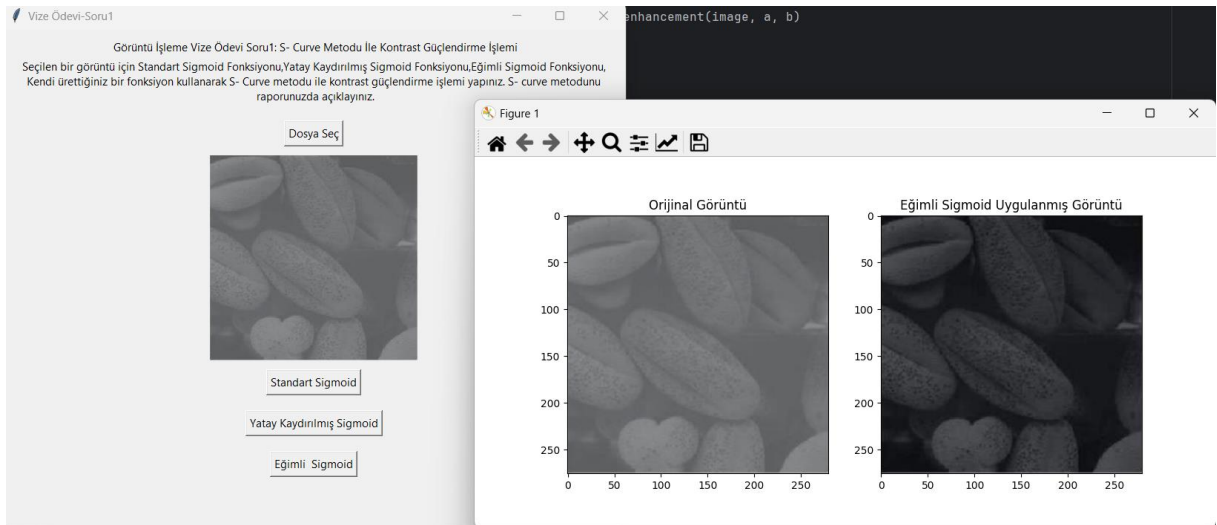 Vize Ödevi-Soru1
enhancement(image, a, b)
Görüntü İşleme Vize Ödevi Soru1: S- Curve Metodu İle Kontrast Güçlendirme İşlemi
Seçilen bir görüntü için Standart Sigmoid Fonksiyonu,Yatay Kaydırılmış Sigmoid Fonksiyonu,Eğimli Sigmoid Fonksiyonu,
Kendi ürettiğiniz bir fonksiyon kullanarak S- Curve metodu ile kontrast güçlendirme işlemi yapınız. S- curve metodunu
raporunuzda açıklayınız.
Dosya Seç
Standart Sigmoid
Yatay Kaydırılmış Sigmoid
Eğimli  Sigmoid
Figure 1
Orijinal Görüntü
0
50
100
150
200
250
0 50 100 150 200 250
Eğimli Sigmoid Uygulanmış Görüntü
0
50
100
150
200
250
0 50 100 150 200 250